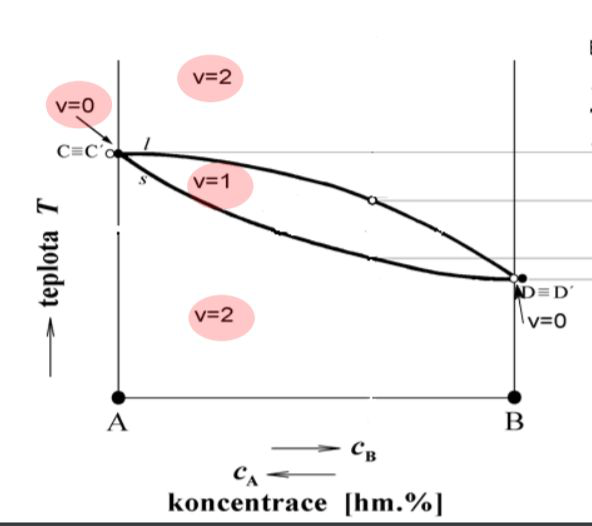 v=2
v=0
C≡C´
l
v=1
s
teplota T
D≡D´
v=2
v=0
A
B
c_B
c_A
koncentrace [hm.%]